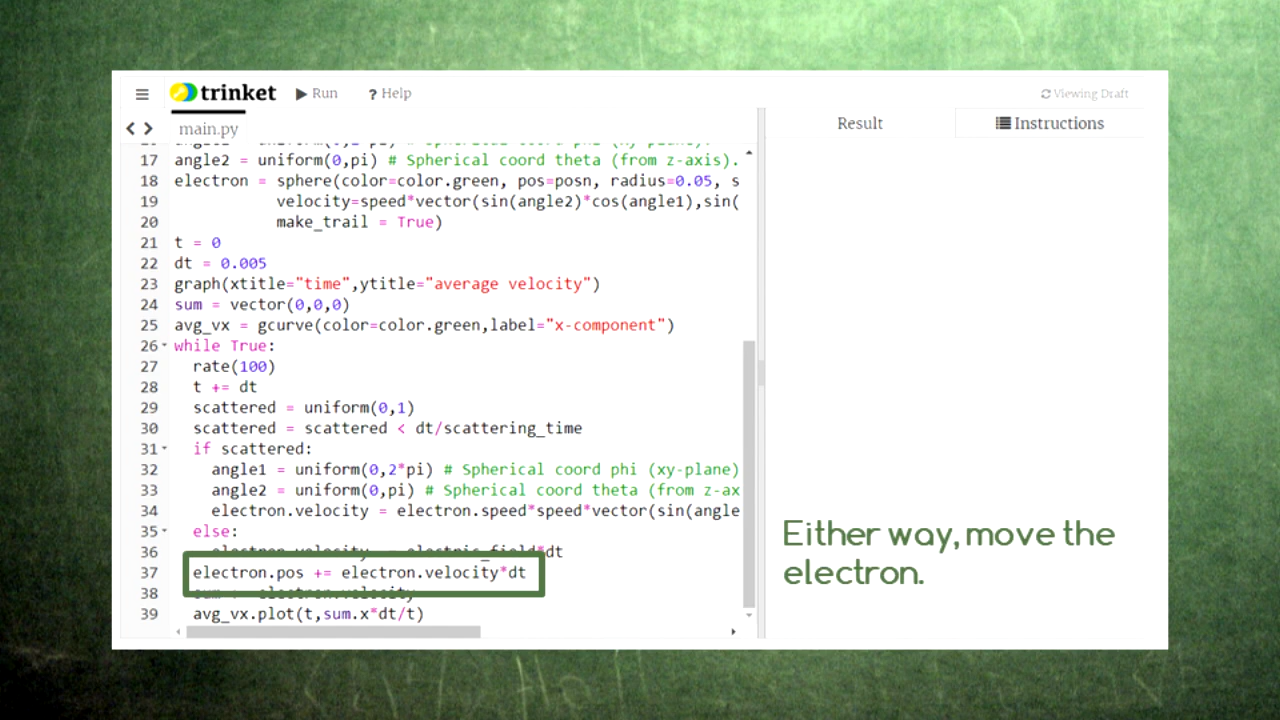 trinket Run ? Help Viewing Draft
main.py Result Instructions
17 angle2 = uniform(0,pi) # Spherical coord theta (from z-axis).
18 electron = sphere(color=color.green, pos=posn, radius=0.05, s
19 velocity=speed*vector(sin(angle2)*cos(angle1),sin(
20 make_trail = True)
21 t = 0
22 dt = 0.005
23 graph(xtitle="time",ytitle="average velocity")
24 sum = vector(0,0,0)
25 avg_vx = gcurve(color=color.green,label="x-component")
26 while True:
27 rate(100)
28 t += dt
29 scattered = uniform(0,1)
30 scattered = scattered < dt/scattering_time
31 if scattered:
32 angle1 = uniform(0,2*pi) # Spherical coord phi (xy-plane)
33 angle2 = uniform(0,pi) # Spherical coord theta (from z-ax
34 electron.velocity = electron.speed*speed*vector(sin(angle
35 else:
36 electron.velocity electric_field*dt
37 electron.pos += electron.velocity*dt
38 sum electron.velocity
39 avg_vx.plot(t,sum.x*dt/t)
Either way, move the
electron.